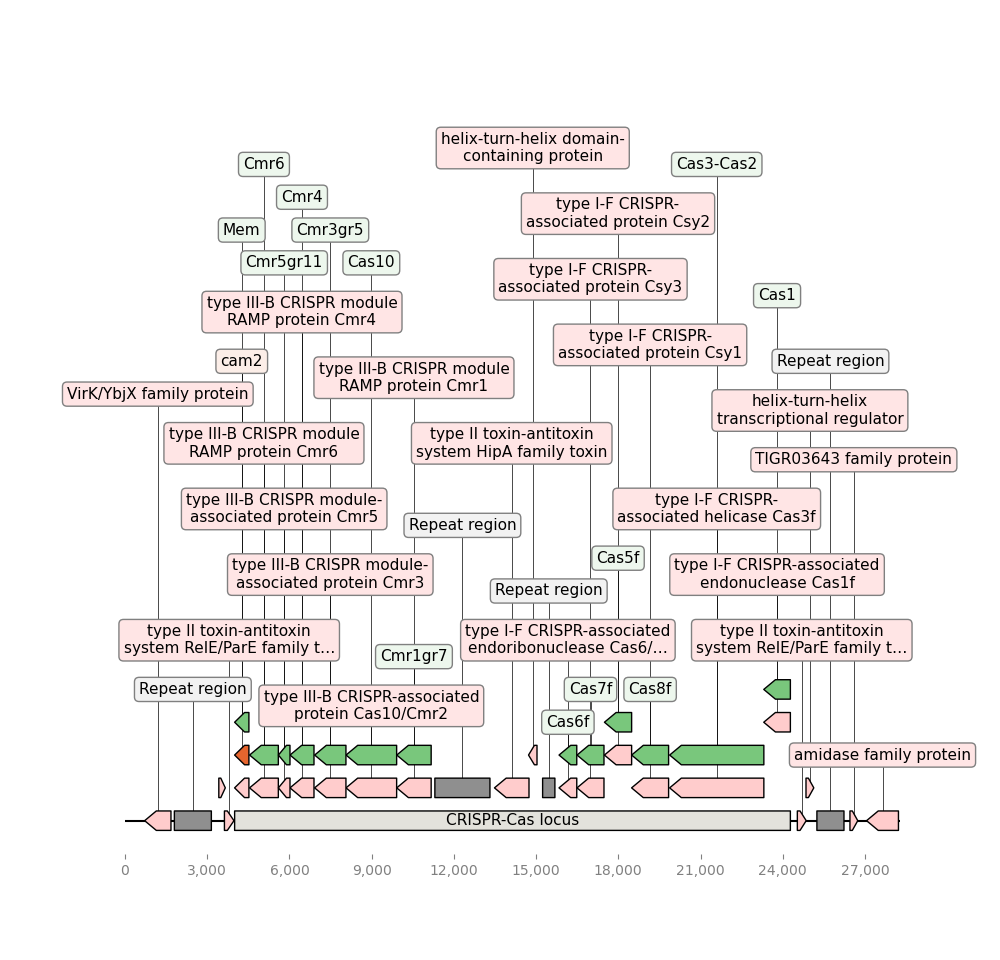 helix-turn-helix domain-
containing protein
Cmr6
Cas3-Cas2
Cmr4
type I-F CRISPR-
associated protein Csy2
Mem
Cmr3gr5
Cmr5gr11
Cas10
type I-F CRISPR-
associated protein Csy3
Cas1
type III-B CRISPR module
RAMP protein Cmr4
type I-F CRISPR-
associated protein Csy1
cam2
Repeat region
type III-B CRISPR module
RAMP protein Cmr1
VirK/YbjX family protein
helix-turn-helix
transcriptional regulator
type III-B CRISPR module
RAMP protein Cmr6
type II toxin-antitoxin
system HipA family toxin
TIGR03643 family protein
type III-B CRISPR module-
associated protein Cmr5
type I-F CRISPR-
associated helicase Cas3f
Repeat region
Cas5f
type III-B CRISPR module-
associated protein Cmr3
type I-F CRISPR-associated
endonuclease Cas1f
Repeat region
type II toxin-antitoxin
system RelE/ParE family t...
type I-F CRISPR-associated
endoribonuclease Cas6/...
type II toxin-antitoxin
system RelE/ParE family t...
Cmr1gr7
Repeat region
Cas7f
Cas8f
type III-B CRISPR-associated
protein Cas10/Cmr2
Cas6f
amidase family protein
CRISPR-Cas locus
0
3,000
6,000
9,000
12,000
15,000
18,000
21,000
24,000
27,000